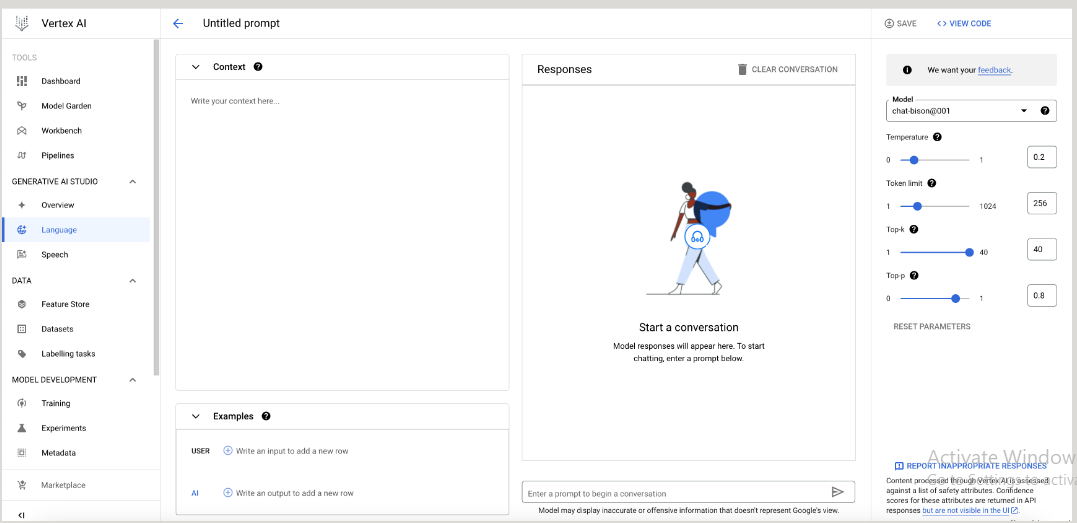 Vertex AI
Untitled prompt
SAVE
VIEW CODE
TOOLS
Dashboard
Model Garden
Workbench
Pipelines
GENERATIVE AI STUDIO
Overview
Language
Speech
DATA
Feature Store
Datasets
Labelling tasks
MODEL DEVELOPMENT
Training
Experiments
Metadata
Marketplace
Context
Write your context here...
Examples
USER
Write an input to add a new row
AI
Write an output to add a new row
Responses
CLEAR CONVERSATION
Start a conversation
Model responses will appear here. To start
chatting, enter a prompt below.
Enter a prompt to begin a conversation
Model may display inaccurate or offensive information that doesn't represent Google's view.
We want your feedback.
Model
chat-bison@001
Temperature
0
1
0.2
Token limit
1
1024
256
Top-k
1
40
40
Top-p
0
1
0.8
RESET PARAMETERS
Activate Window
REPORT INAPPROPRIATE RESPONSES
Go to Settings to activa
Content processed through Vertex AI is assessed
against a list of safety attributes. Confidence
scores for these attributes are returned in API
responses but are not visible in the UI